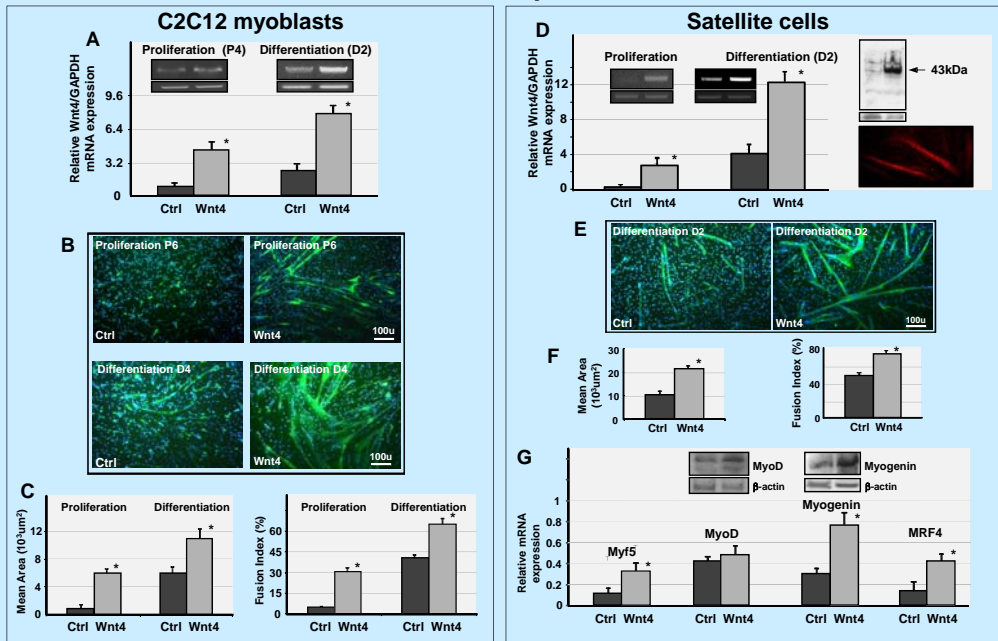 C2C12 myoblasts
A
Proliferation (P4) Differentiation (D2)
Relative Wnt4/GAPDH
mRNA expression
9.6
6.4
3.2
0
*
*
Ctrl Wnt4 Ctrl Wnt4
B
Proliferation P6 Proliferation P6
Ctrl Wnt4 100u
Differentiation D4 Differentiation D4
Ctrl Wnt4 100u
C
Proliferation Differentiation
Mean Area (10³um²)
12
8
4
0
*
*
Ctrl Wnt4 Ctrl Wnt4
Proliferation Differentiation
Fusion Index (%)
60
45
30
15
0
*
*
Ctrl Wnt4 Ctrl Wnt4
Satellite cells
D
Proliferation Differentiation (D2)
Relative Wnt4/GAPDH
mRNA expression
12
8
4
0
*
*
Ctrl Wnt4 Ctrl Wnt4
43kDa
E
Differentiation D2 Differentiation D2
Ctrl Wnt4 100u
F
Mean Area
(10³um²)
30
20
10
0
*
Ctrl Wnt4
Fusion Index (%)
80
40
0
*
Ctrl Wnt4
G
MyoD Myogenin
β-actin β-actin
Relative mRNA
expression
1
0.8
0.6
0.4
0.2
0
Myf5 MyoD Myogenin MRF4
*
*
*
Ctrl Wnt4 Ctrl Wnt4 Ctrl Wnt4 Ctrl Wnt4